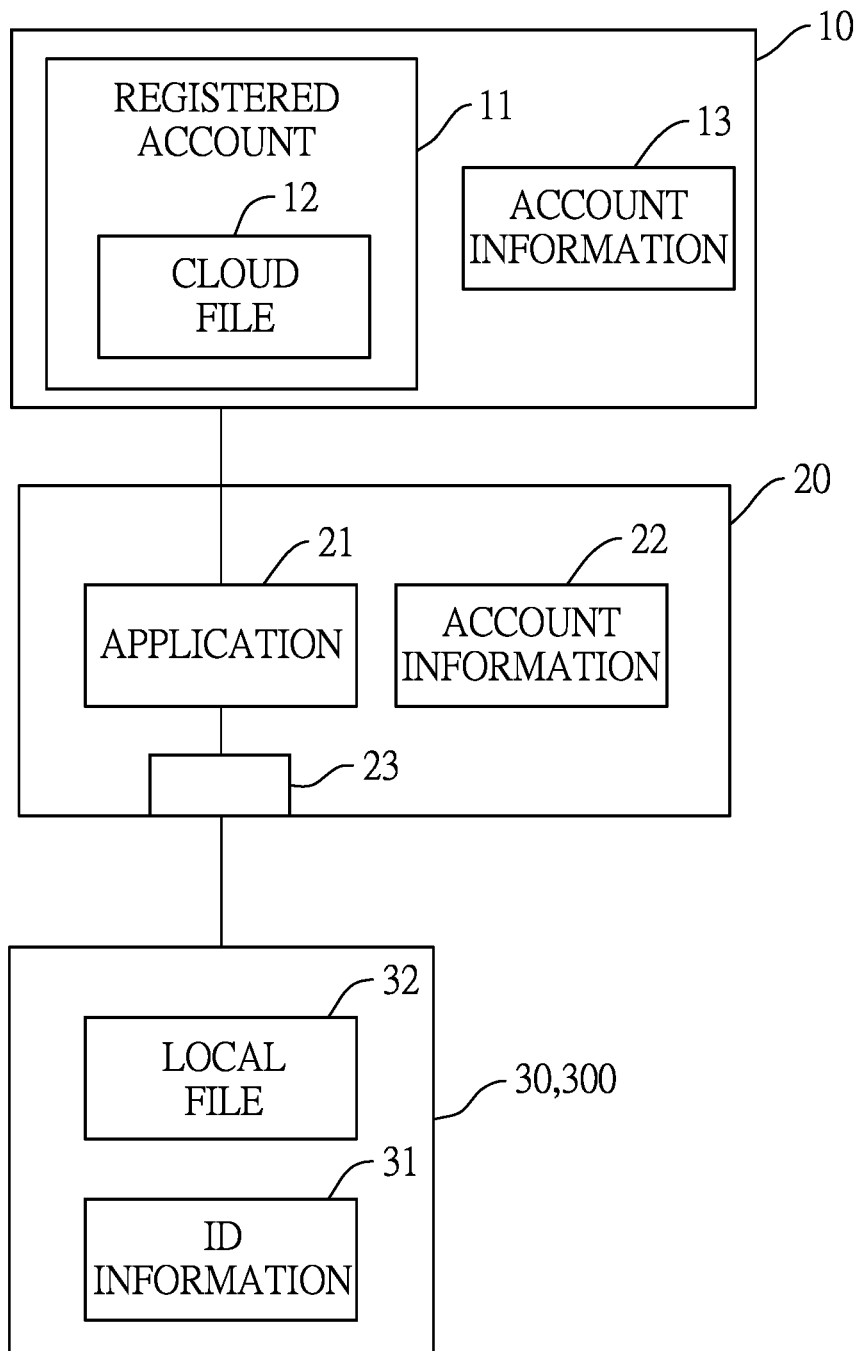 10
REGISTERED
ACCOUNT
11
13
12
ACCOUNT
INFORMATION
CLOUD
FILE
20
21
22
APPLICATION
ACCOUNT
INFORMATION
23
32
LOCAL
FILE
30,300
31
ID
INFORMATION